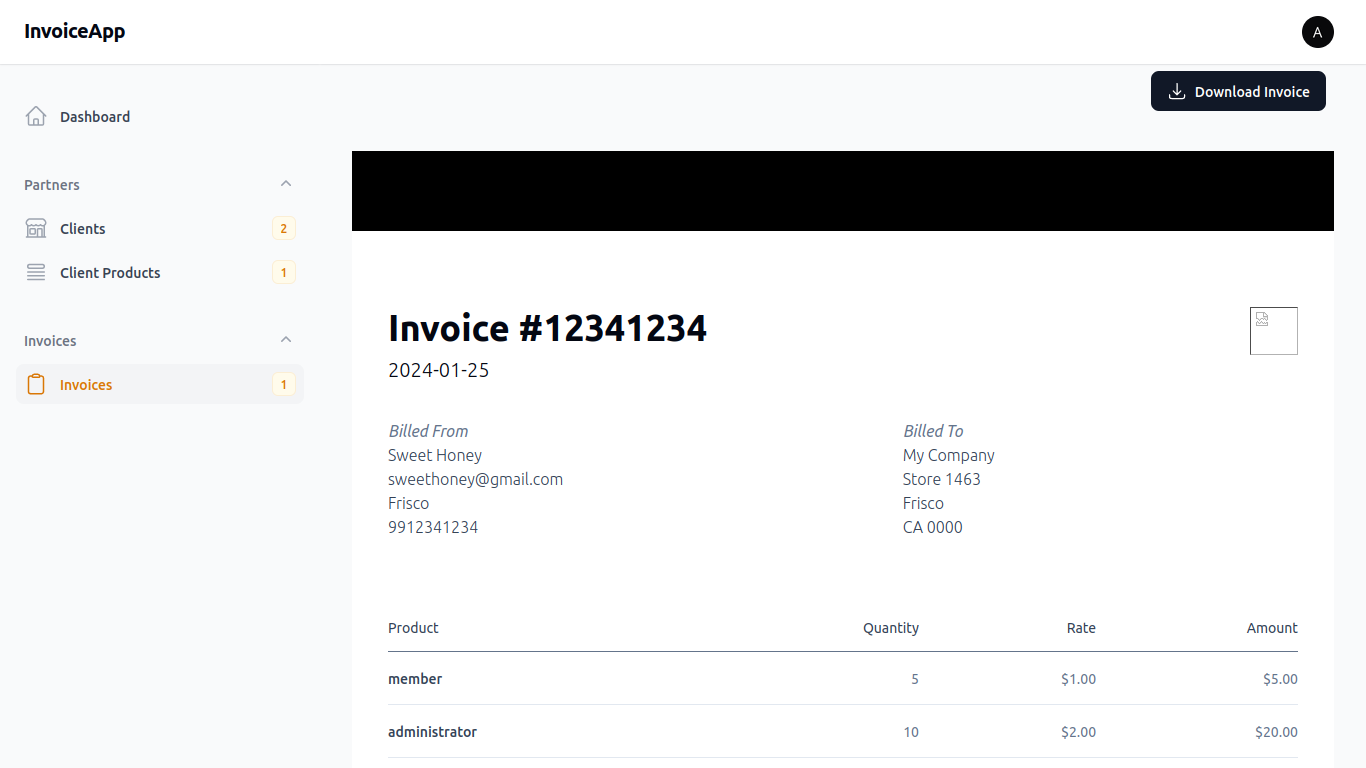 InvoiceApp
A
Download Invoice
Dashboard
Partners
Clients 2
Client Products 1
Invoices
Invoices 1
Invoice #12341234
2024-01-25
Billed From
Sweet Honey
sweethoney@gmail.com
Frisco
9912341234
Billed To
My Company
Store 1463
Frisco
CA 0000
Product Quantity Rate Amount
member 5 $1.00 $5.00
administrator 10 $2.00 $20.00